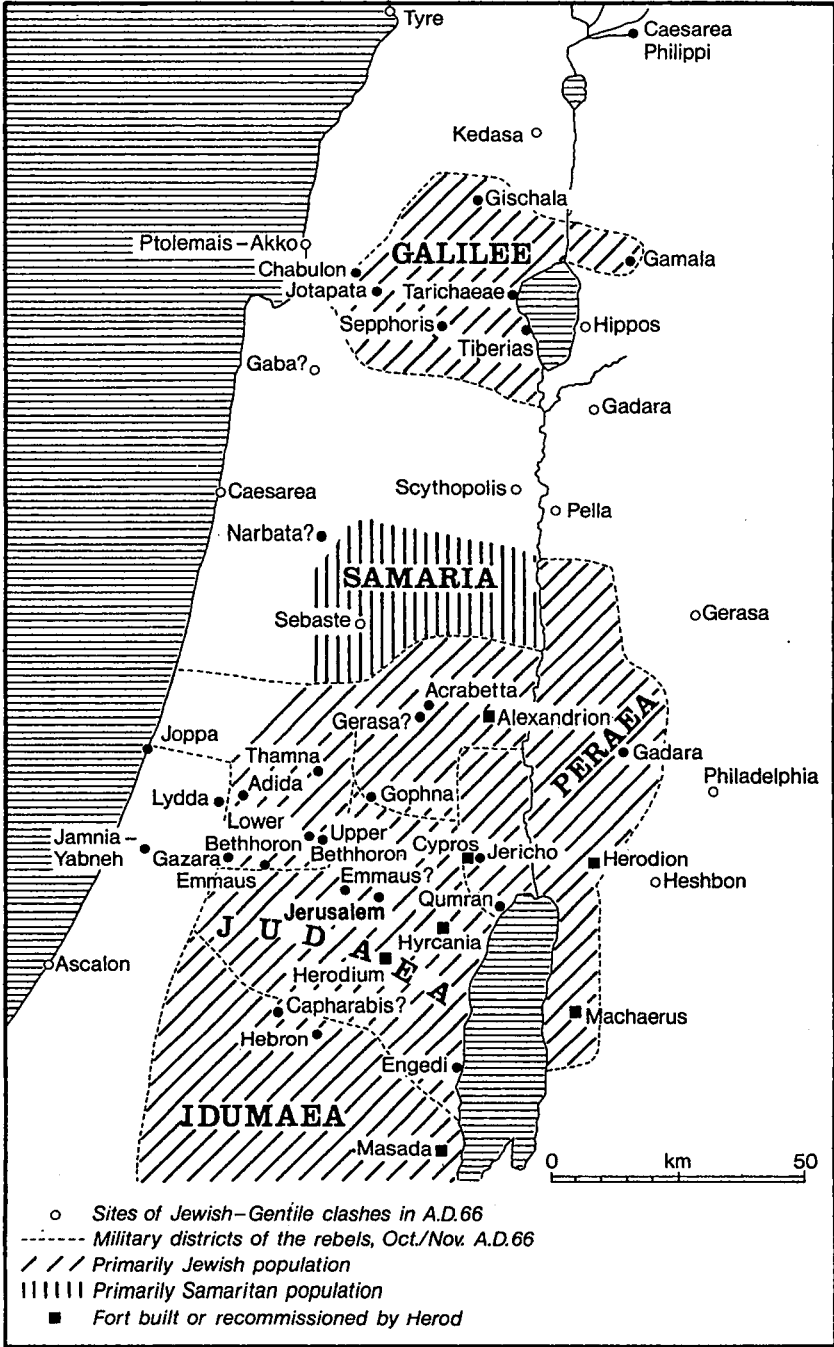 Tyre
Caesarea
Philippi
Kedasa
Gischala
Ptolemais–Akko
GALILEE
Gamala
Chabulon
Jotapata
Tarichaeae
Sepphoris
Hippos
Tiberias
Gaba?
Gadara
Caesarea
Scythopolis
Pella
Narbata?
SAMARIA
Sebaste
Gerasa
Acrabetta
Gerasa?
Alexandrion
PERAEA
Joppa
Thamna
Gadara
Adida
Philadelphia
Lydda
Gophna
Lower
Bethhoron
Upper
Bethhoron
Jamnia–
Yabneh
Gazara
Cypros
Jericho
Herodion
Emmaus
Emmaus?
Heshbon
Jerusalem
Qumran
JUDAEA
Hyrcania
Ascalon
Herodium
Capharabis?
Machaerus
Hebron
Engedi
IDUMAEA
Masada
0 km 50
Sites of Jewish–Gentile clashes in A.D.66
Military districts of the rebels, Oct./Nov. A.D.66
Primarily Jewish population
Primarily Samaritan population
Fort built or recommissioned by Herod